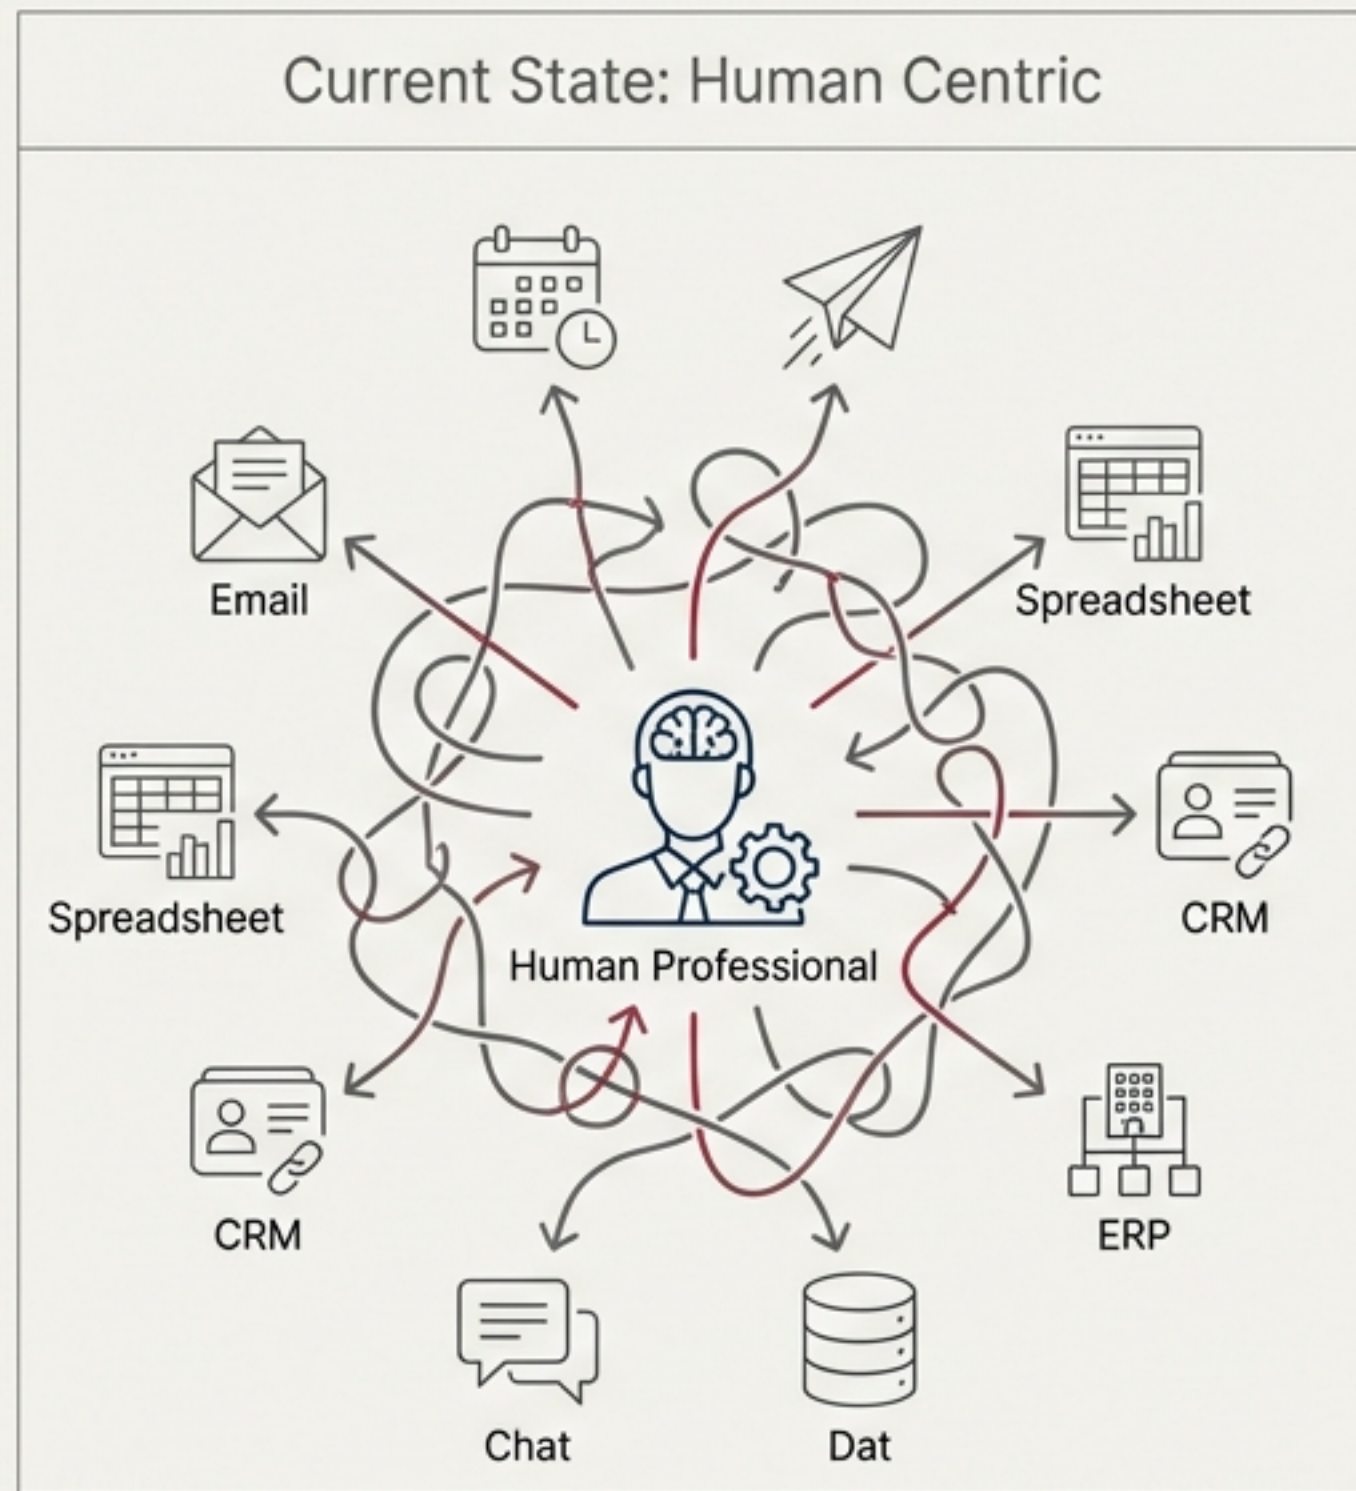 Current State: Human Centric
Email
Spreadsheet
Spreadsheet
CRM
Human Professional
CRM
ERP
Chat
Dat